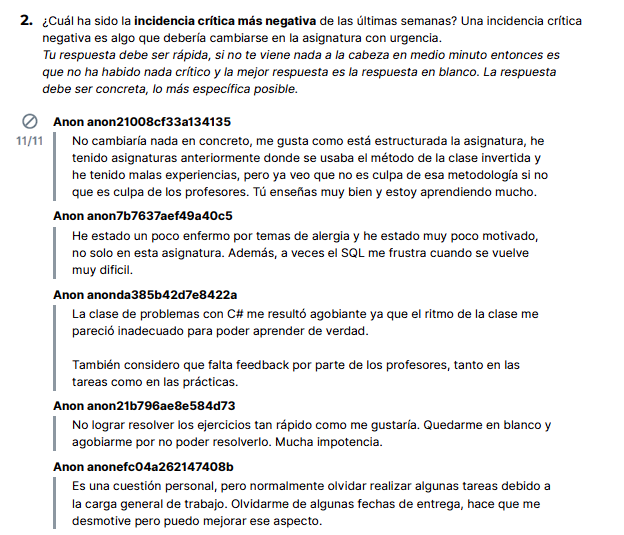 2. ¿Cuál ha sido la incidencia crítica más negativa de las últimas semanas? Una incidencia crítica
negativa es algo que debería cambiarse en la asignatura con urgencia.
Tu respuesta debe ser rápida, si no te viene nada a la cabeza en medio minuto entonces es
que no ha habido nada crítico y la mejor respuesta es la respuesta en blanco. La respuesta
debe ser concreta, lo más específica posible.
Anon anon21008cf33a134135
11/11
No cambiaría nada en concreto, me gusta como está estructurada la asignatura, he
tenido asignaturas anteriormente donde se usaba el método de la clase invertida y
he tenido malas experiencias, pero ya veo que no es culpa de esa metodología si no
que es culpa de los profesores. Tú enseñas muy bien y estoy aprendiendo mucho.
Anon anon7b7637aef49a40c5
He estado un poco enfermo por temas de alergia y he estado muy poco motivado,
no solo en esta asignatura. Además, a veces el SQL me frustra cuando se vuelve
muy dificil.
Anon anonda385b42d7e8422a
La clase de problemas con C# me resultó agobiante ya que el ritmo de la clase me
pareció inadecuado para poder aprender de verdad.
También considero que falta feedback por parte de los profesores, tanto en las
tareas como en las prácticas.
Anon anon21b796ae8e584d73
No lograr resolver los ejercicios tan rápido como me gustaría. Quedarme en blanco y
agobiarme por no poder resolverlo. Mucha impotencia.
Anon anonefc04a262147408b
Es una cuestión personal, pero normalmente olvidar realizar algunas tareas debido a
la carga general de trabajo. Olvidarme de algunas fechas de entrega, hace que me
desmotive pero puedo mejorar ese aspecto.